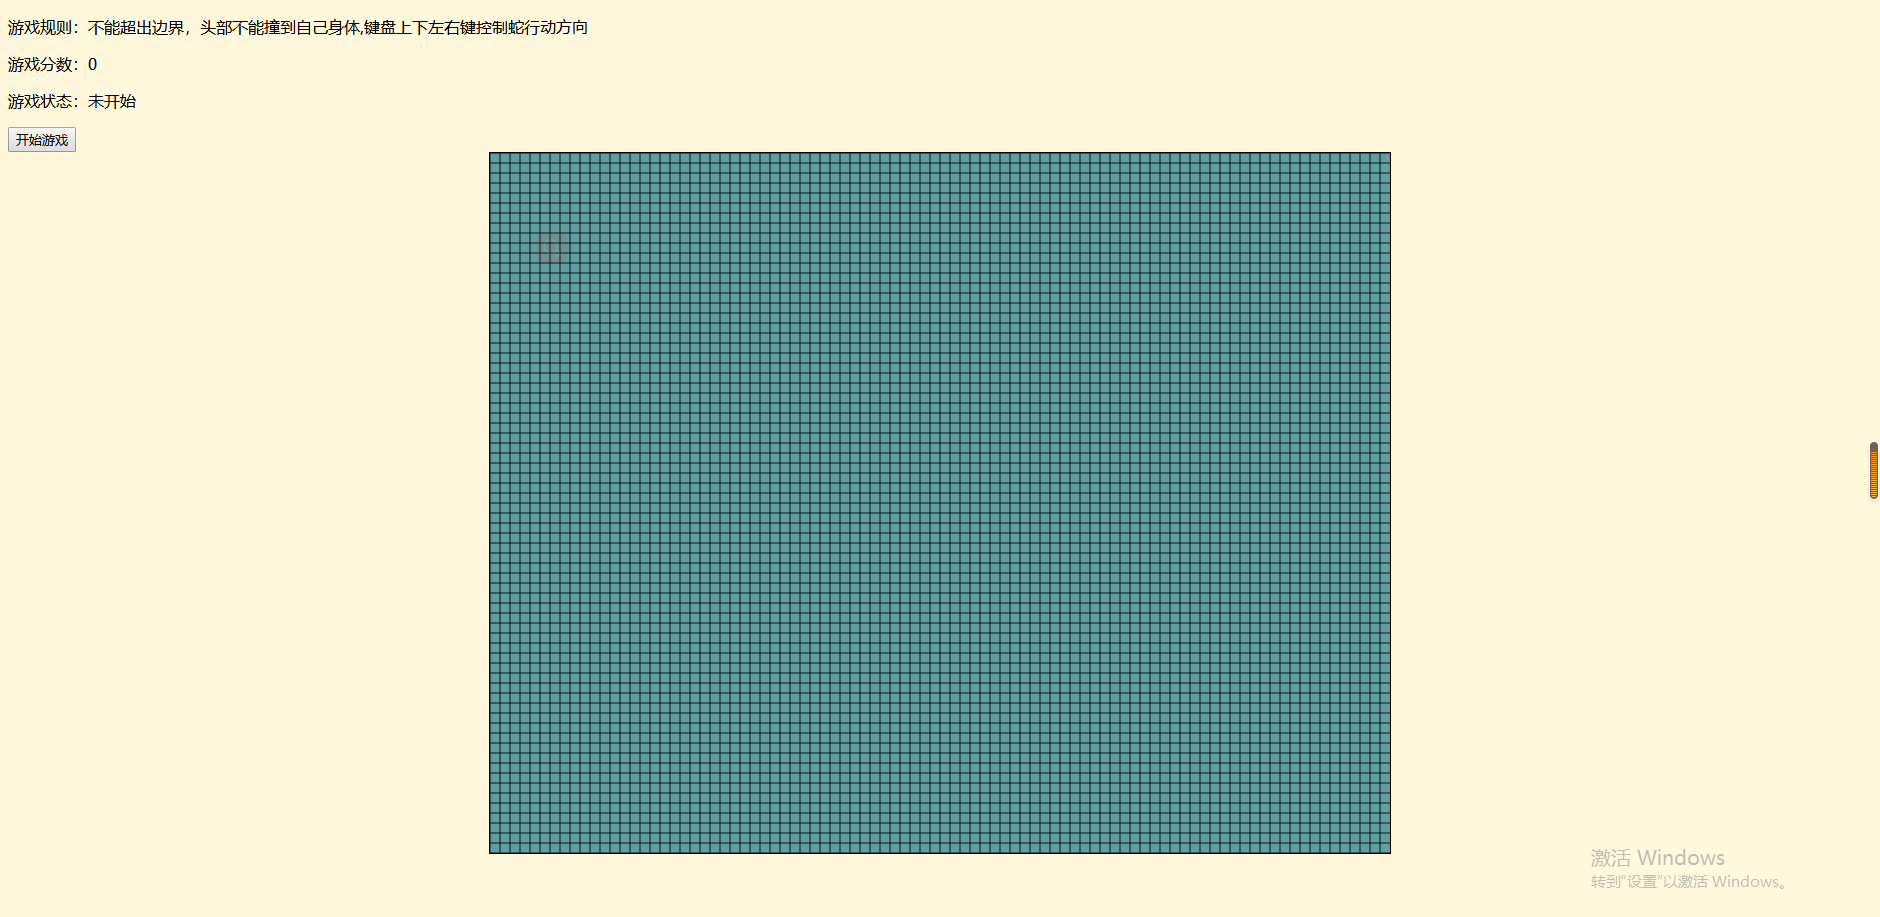 游戏规则：不能超出边界，头部不能撞到自己身体,键盘上下左右键控制蛇行动方向
游戏分数：0
游戏状态：未开始
开始游戏
激活 Windows
转到"设置"以激活 Windows。